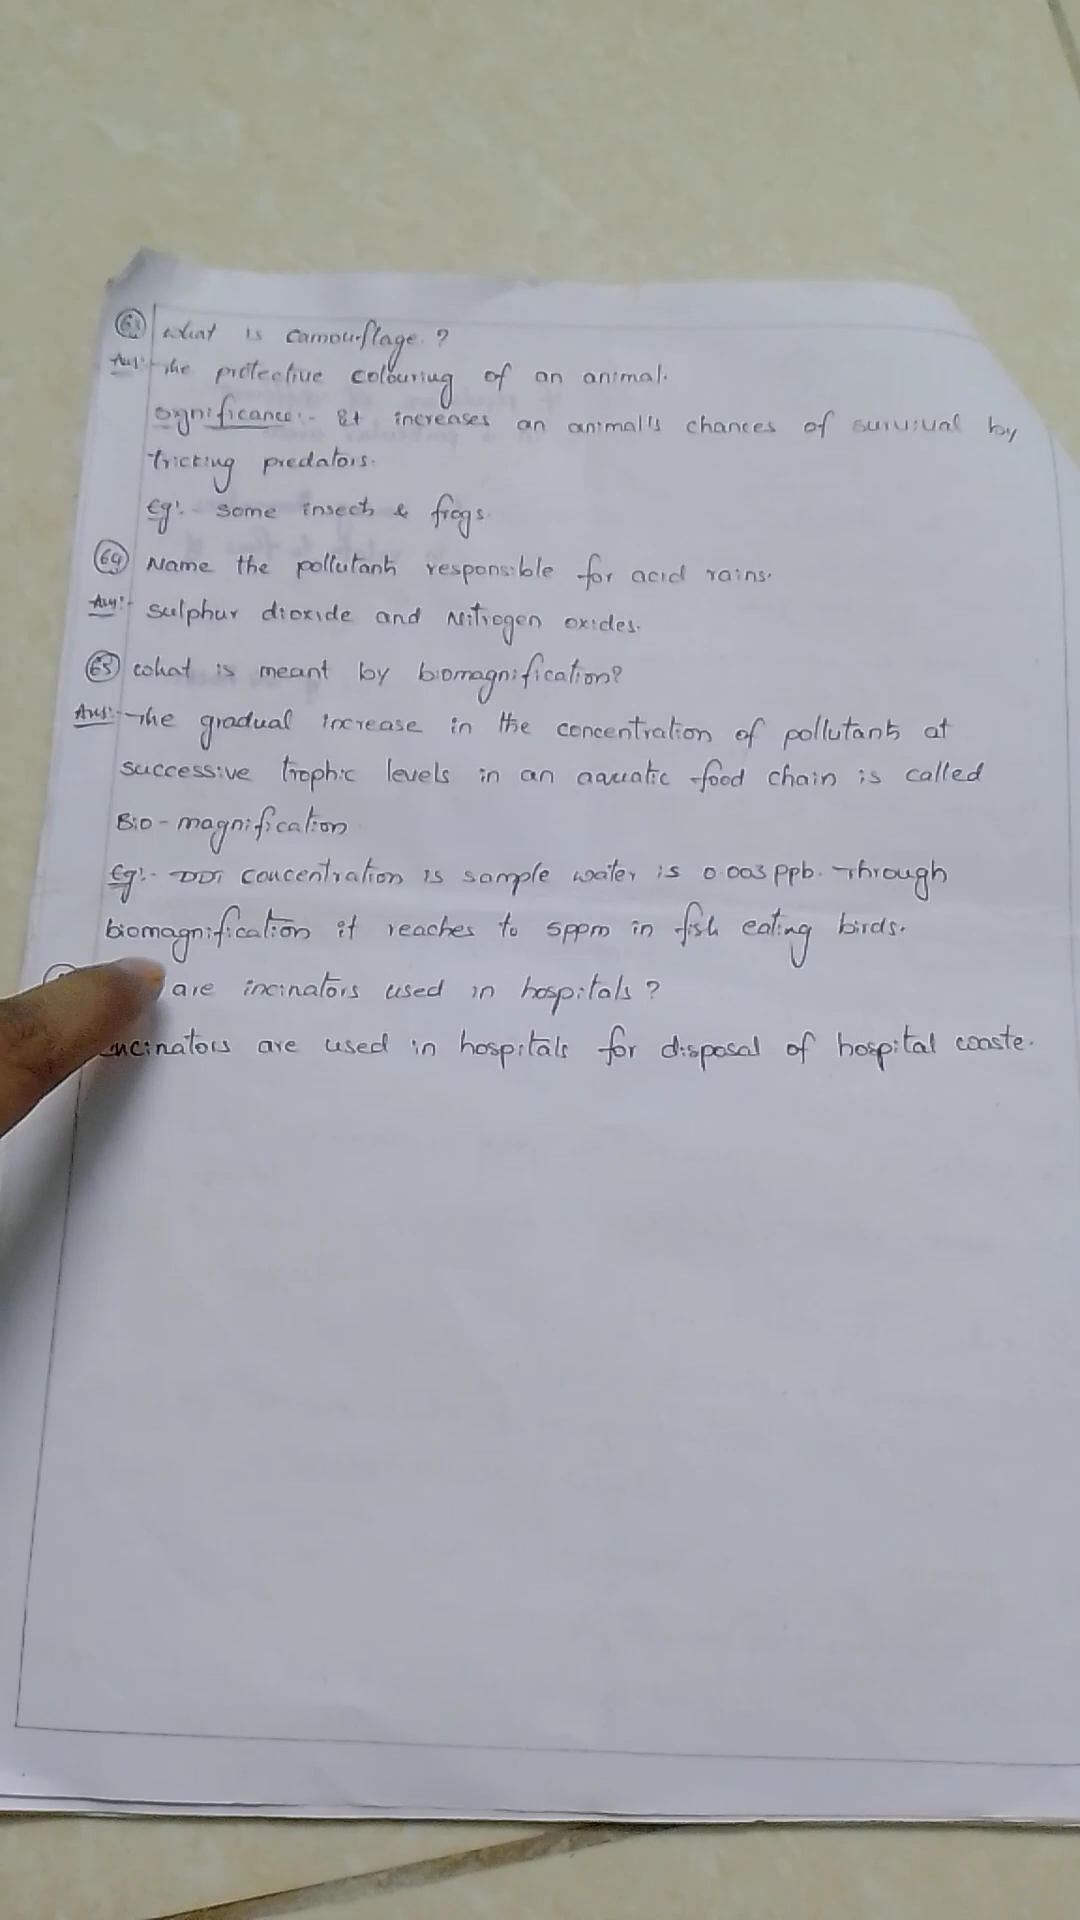 63 what is camourflage ?
Ans:- The protective colouring of an animal.
Significance:- It increases an animal's chances of survival by
tricking predators.
Eg:- some insects & frogs.
64 Name the pollutants responsible for acid rains.
Ans:- Sulphur dioxide and Nitrogen oxides.
65 what is meant by biomagnification?
Ans:- The gradual increase in the concentration of pollutants at
successive trophic levels in an aquatic food chain is called
Bio-magnification
Eg:- DDT concentration is sample water is 0.003 ppb. Through
biomagnification it reaches to 5ppm in fish eating birds.
are incinators used in hospitals ?
Incinators are used in hospitals for disposal of hospital waste.